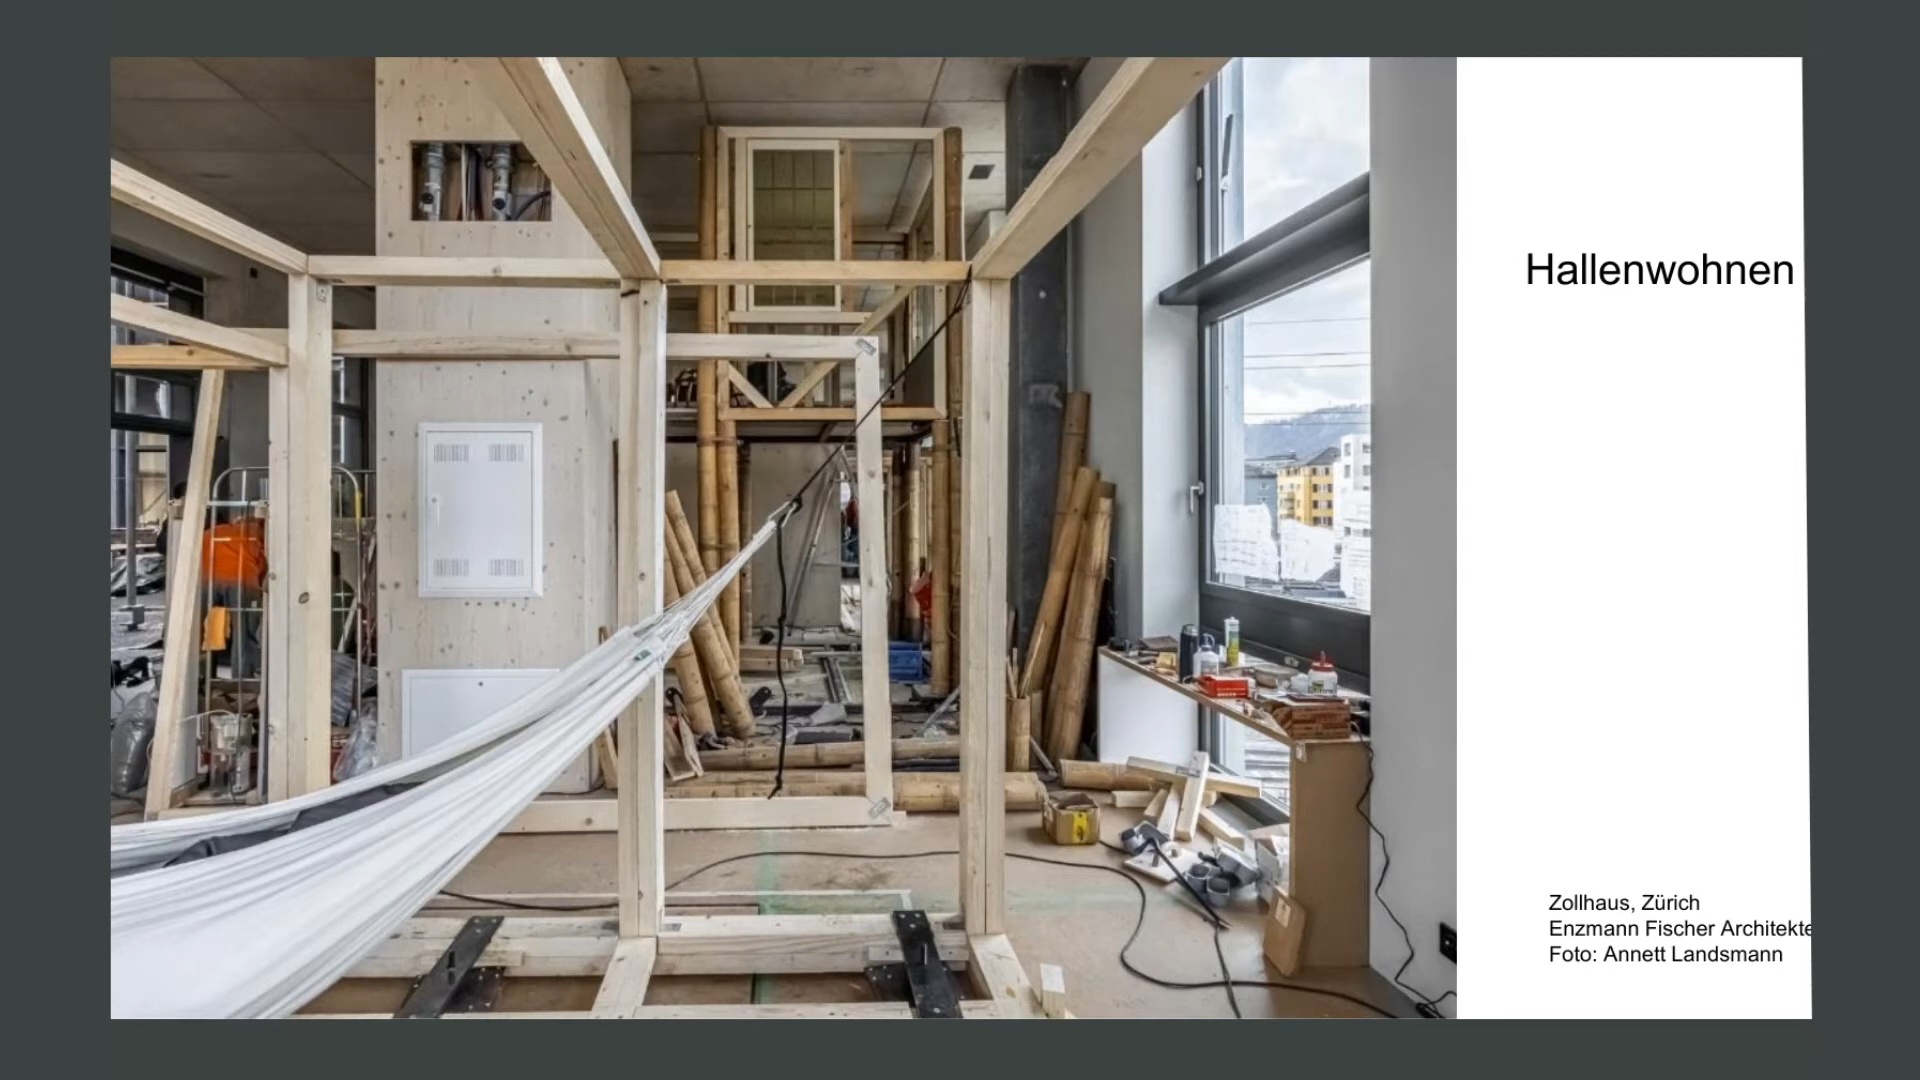 Hallenwohnen
Zollhaus, Zürich
Enzmann Fischer Architekte
Foto: Annett Landsmann